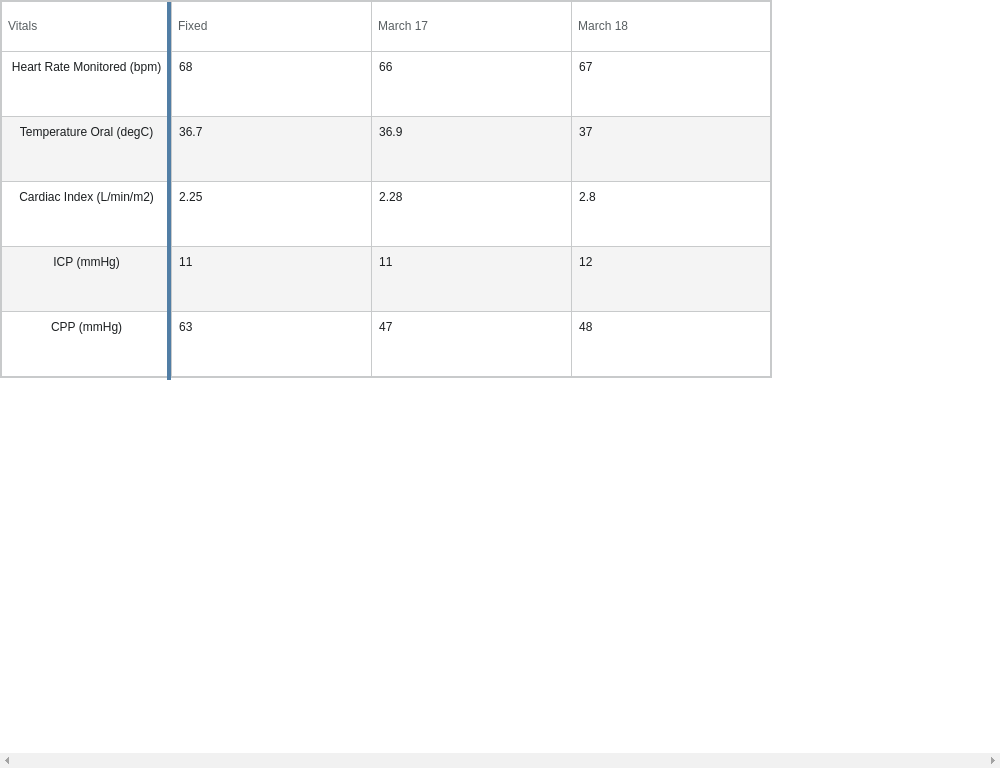 Vitals Fixed March 17 March 18
Heart Rate Monitored (bpm) 68 66 67
Temperature Oral (degC) 36.7 36.9 37
Cardiac Index (L/min/m2) 2.25 2.28 2.8
ICP (mmHg) 11 11 12
CPP (mmHg) 63 47 48